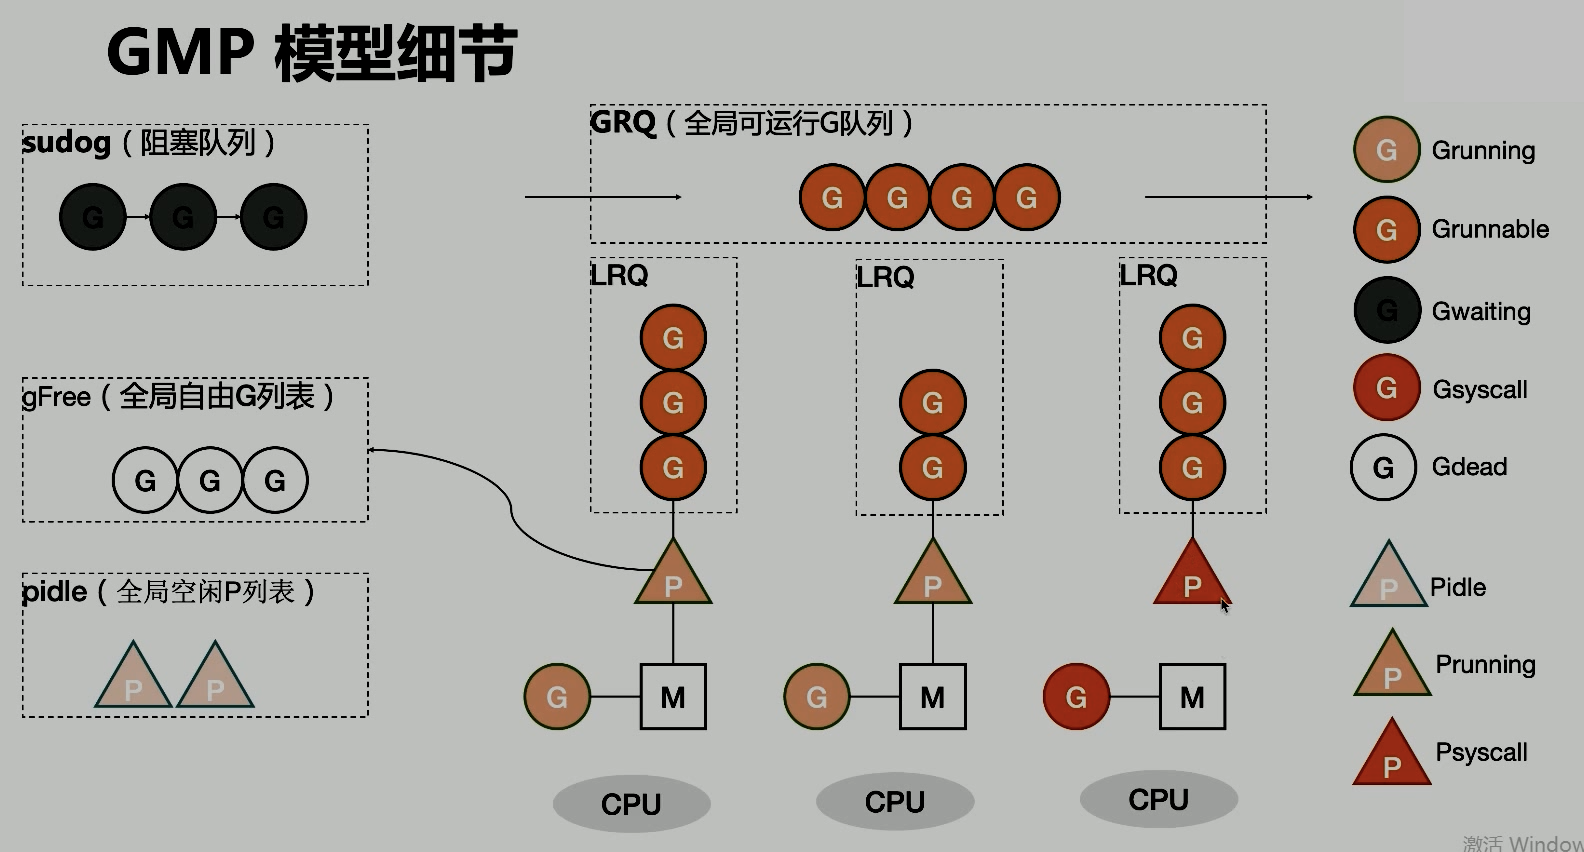 GMP 模型细节
sudog（阻塞队列）
G G G
gFree（全局自由G列表）
G G G
pidle（全局空闲P列表）
P P
GRQ（全局可运行G队列）
G G G G
LRQ
G
G
G
P
G M
CPU
LRQ
G
G
P
G M
CPU
LRQ
G
G
G
P
G M
CPU
G Grunning
G Grunnable
G Gwaiting
G Gsyscall
G Gdead
P Pidle
P Prunning
P Psyscall
激活 Window